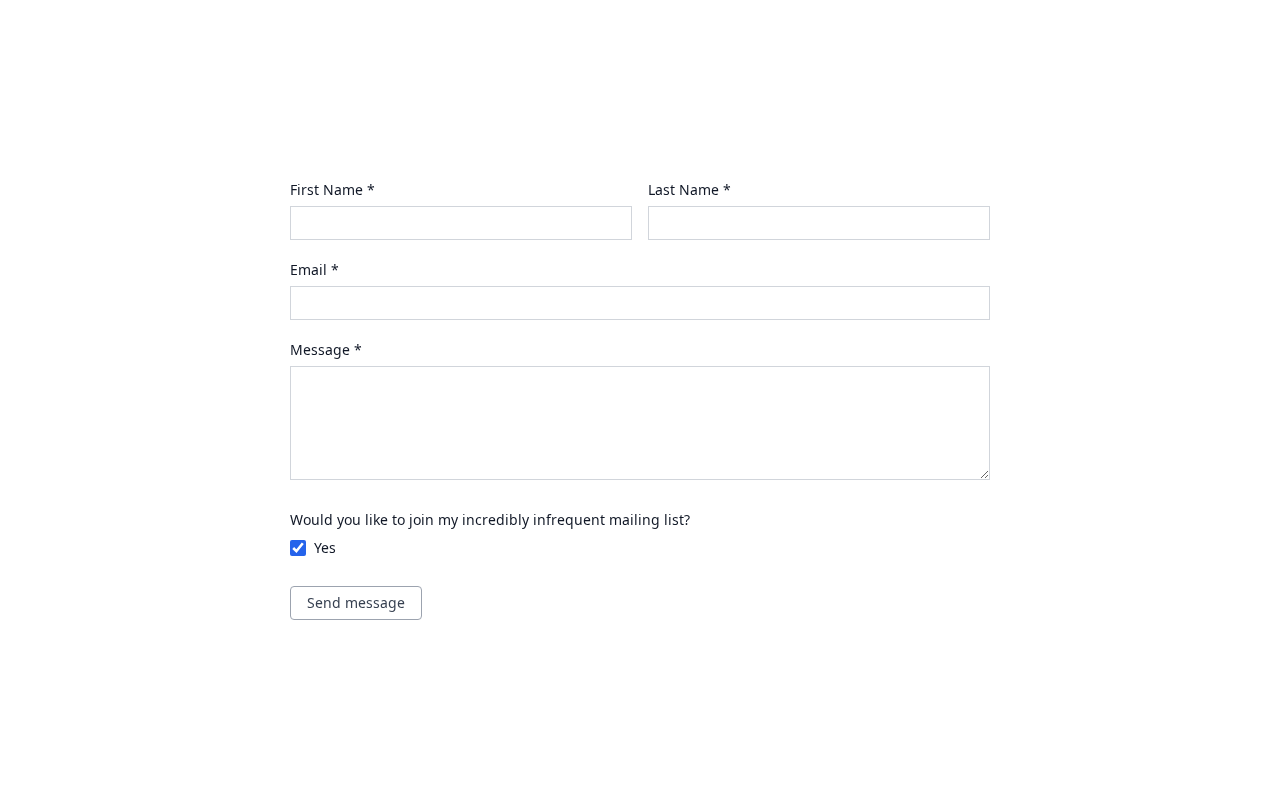 First Name *
Last Name *
Email *
Message *
Would you like to join my incredibly infrequent mailing list?
Yes
Send message